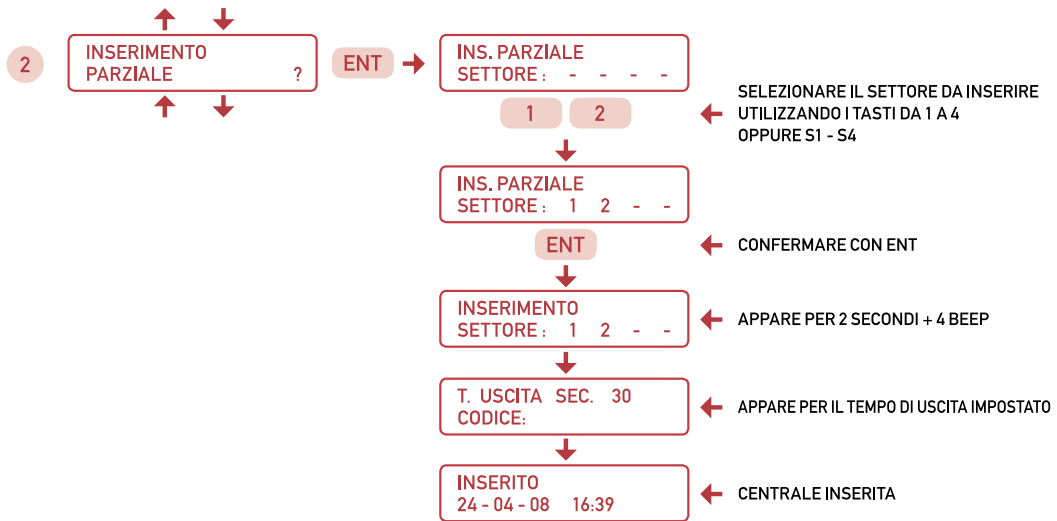 2
INSERIMENTO
PARZIALE ?
ENT
INS. PARZIALE
SETTORE : - - - -
1 2
SELEZIONARE IL SETTORE DA INSERIRE
UTILIZZANDO I TASTI DA 1 A 4
OPPURE S1 - S4
INS. PARZIALE
SETTORE : 1 2 - -
ENT
CONFERMARE CON ENT
INSERIMENTO
SETTORE : 1 2 - -
APPARE PER 2 SECONDI + 4 BEEP
T. USCITA SEC. 30
CODICE:
APPARE PER IL TEMPO DI USCITA IMPOSTATO
INSERITO
24 - 04 - 08 16:39
CENTRALE INSERITA